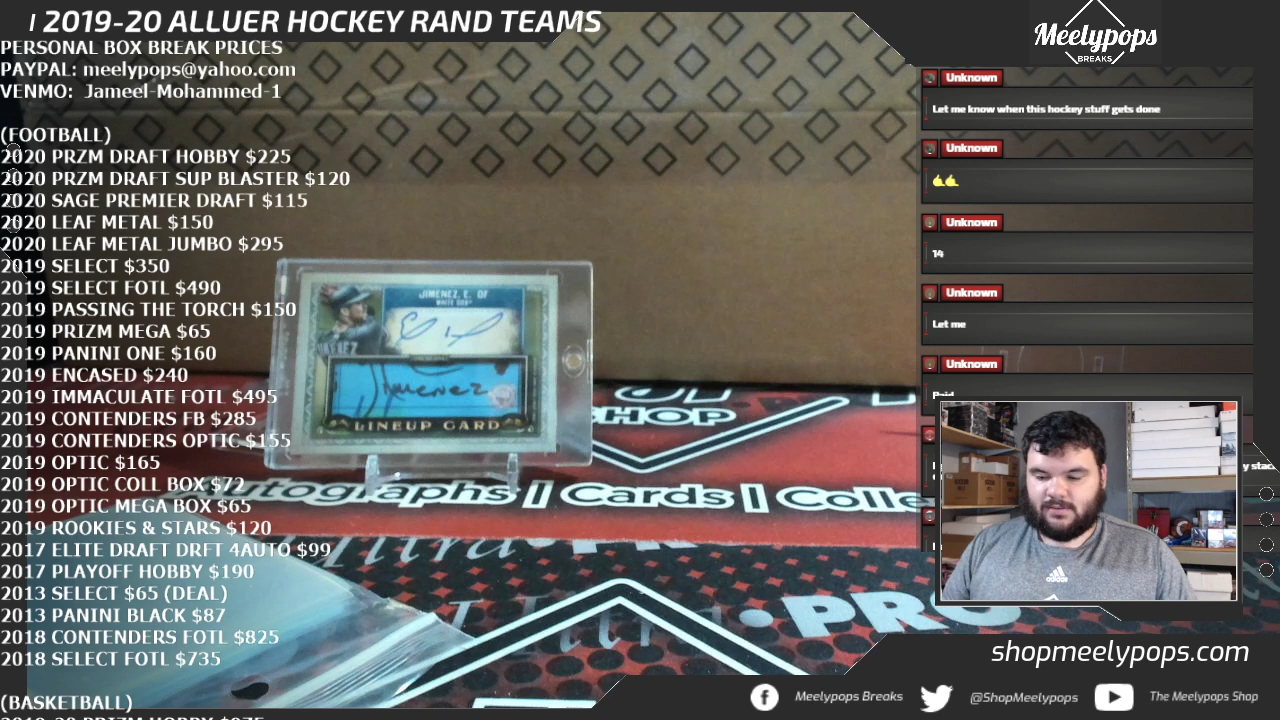 2019-20 ALLUER HOCKEY RAND TEAMS
PERSONAL BOX BREAK PRICES
PAYPAL: meelypops@yahoo.com
VENMO: Jameel-Mohammed-1
(FOOTBALL)
2020 PRZM DRAFT HOBBY $225
2020 PRZM DRAFT SUP BLASTER $120
2020 SAGE PREMIER DRAFT $115
2020 LEAF METAL $150
2020 LEAF METAL JUMBO $295
2019 SELECT $350
2019 SELECT FOTL $490
2019 PASSING THE TORCH $150
2019 PRIZM MEGA $65
2019 PANINI ONE $160
2019 ENCASED $240
2019 IMMACULATE FOTL $495
2019 CONTENDERS FB $285
2019 CONTENDERS OPTIC $155
2019 OPTIC $165
2019 OPTIC COLL BOX $72
2019 OPTIC MEGA BOX $65
2019 ROOKIES & STARS $120
2017 ELITE DRAFT DRFT 4AUTO $99
2017 PLAYOFF HOBBY $190
2013 SELECT $65 (DEAL)
2013 PANINI BLACK $87
2018 CONTENDERS FOTL $825
2018 SELECT FOTL $735
(BASKETBALL)
JIMENEZ, E. OF
WHITE SOX
Jimenez
LINEUP CARD
SHOP
Autographs | Cards | Colle
Ultra PRO
Meelypops
BREAKS
Unknown
Let me know when this hockey stuff gets done
Unknown
Unknown
14
Unknown
Let me
Unknown
Paid
adidas
shopmeelypops.com
Meelypops Breaks
@ShopMeelypops
The Meelypops Shop